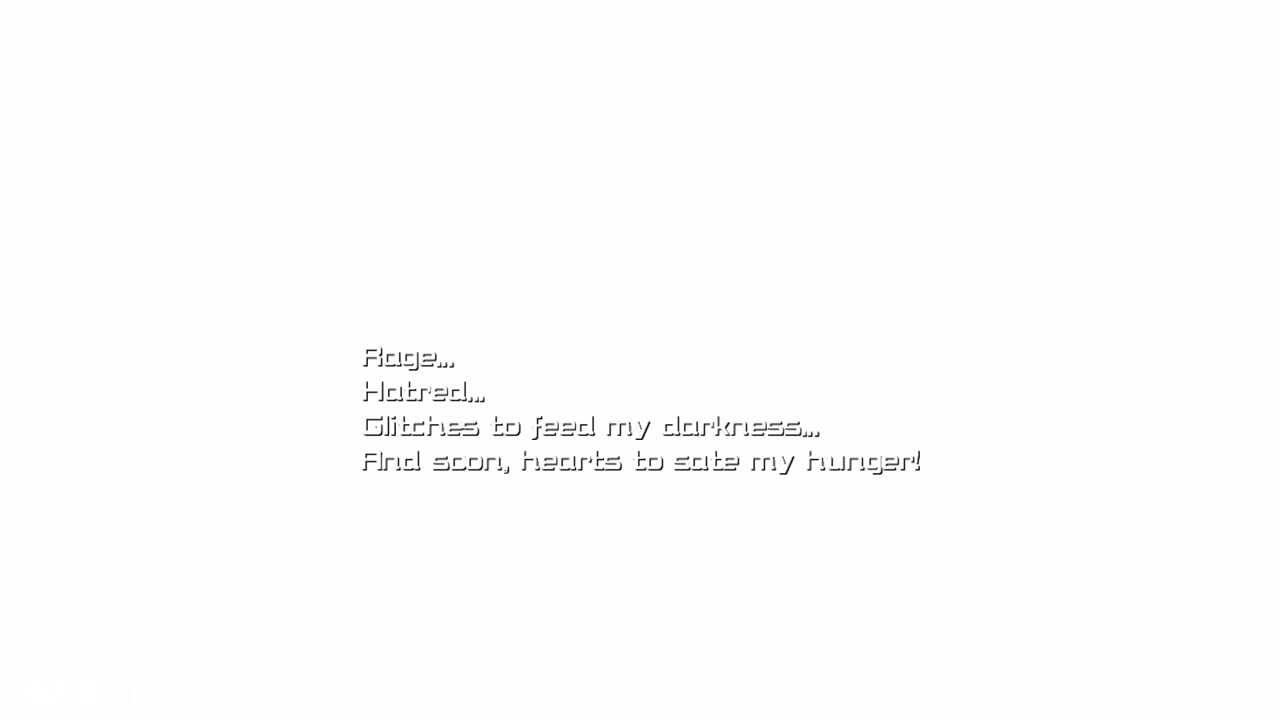 Rage...
Hatred...
Glitches to feed my darkness...
And soon, hearts to sate my hunger!